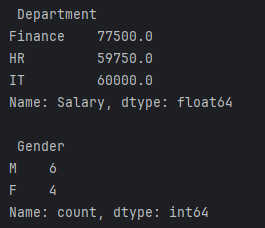 Department
Finance    77500.0
HR         59750.0
IT         60000.0
Name: Salary, dtype: float64

Gender
M    6
F    4
Name: count, dtype: int64